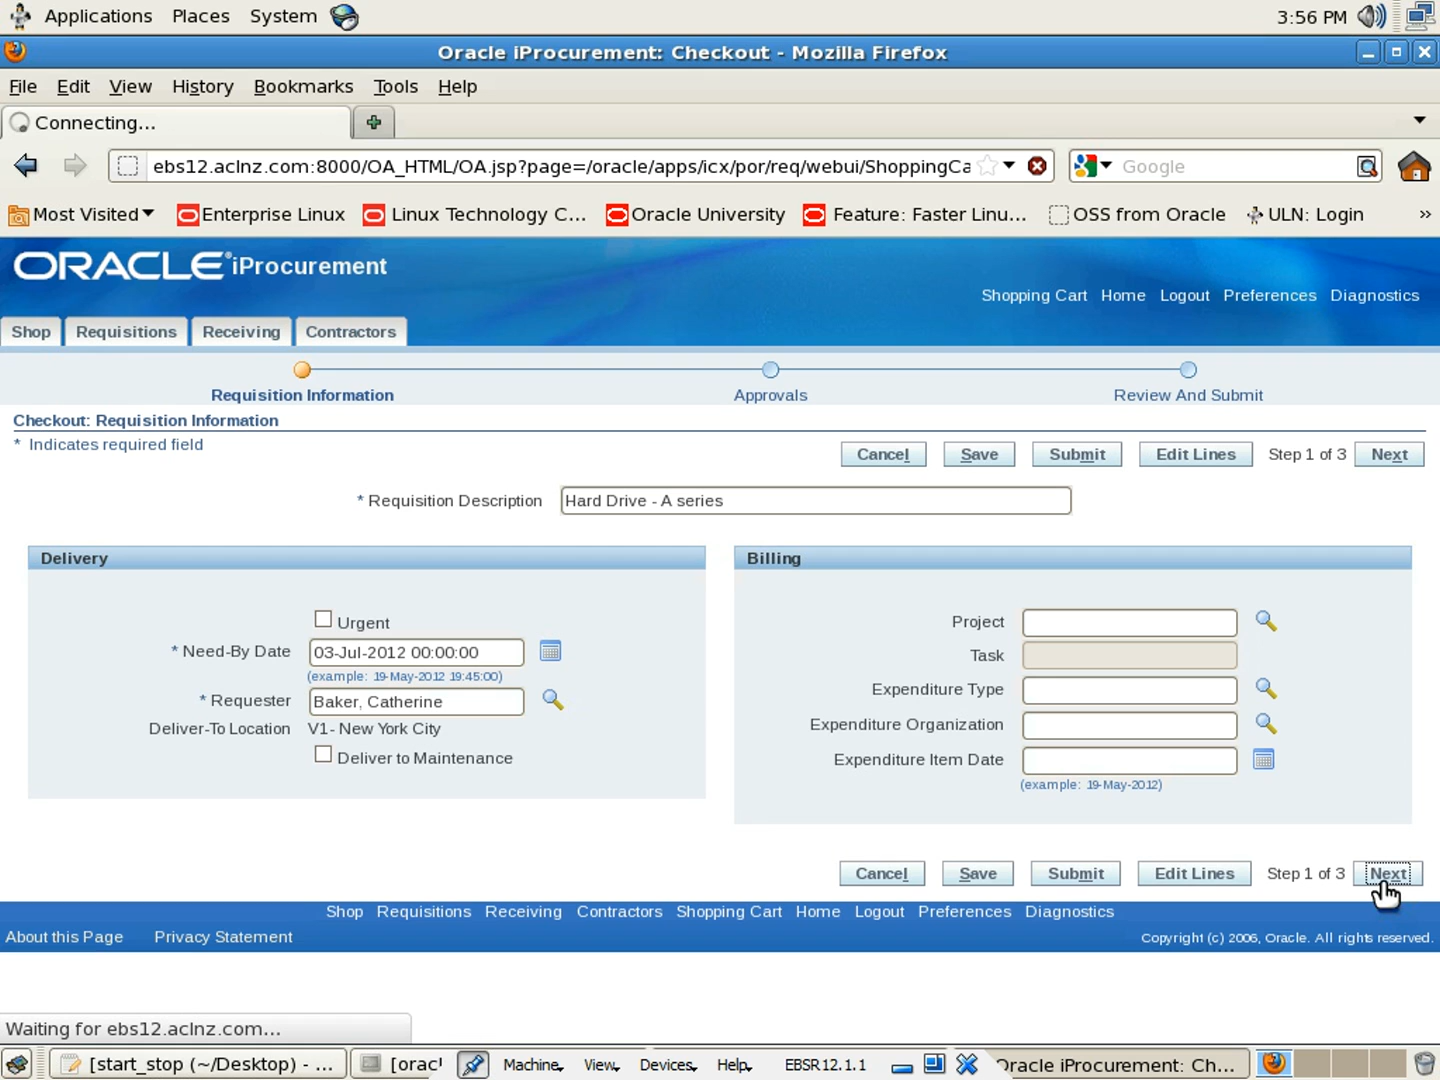 Applications Places System 3:56 PM
Oracle iProcurement: Checkout - Mozilla Firefox
File Edit View History Bookmarks Tools Help
Connecting...
ebs12.aclnz.com:8000/OA_HTML/OA.jsp?page=/oracle/apps/icx/por/req/webui/ShoppingCa Google
Most Visited Enterprise Linux Linux Technology C... Oracle University Feature: Faster Linu... OSS from Oracle ULN: Login »
ORACLE® iProcurement
Shopping Cart Home Logout Preferences Diagnostics
Shop Requisitions Receiving Contractors
Requisition Information Approvals Review And Submit
Checkout: Requisition Information
* Indicates required field
Cancel Save Submit Edit Lines Step 1 of 3 Next
* Requisition Description Hard Drive - A series
Delivery
Urgent
* Need-By Date 03-Jul-2012 00:00:00
(example: 19-May-2012 19:45:00)
* Requester Baker, Catherine
Deliver-To Location V1- New York City
Deliver to Maintenance
Billing
Project
Task
Expenditure Type
Expenditure Organization
Expenditure Item Date
(example: 19-May-2012)
Cancel Save Submit Edit Lines Step 1 of 3 Next
Shop Requisitions Receiving Contractors Shopping Cart Home Logout Preferences Diagnostics
About this Page Privacy Statement Copyright (c) 2006, Oracle. All rights reserved.
Waiting for ebs12.aclnz.com...
[start_stop (~/Desktop) - ... [oracl Machine View Devices Help EBSR12.1.1 Oracle iProcurement: Ch...